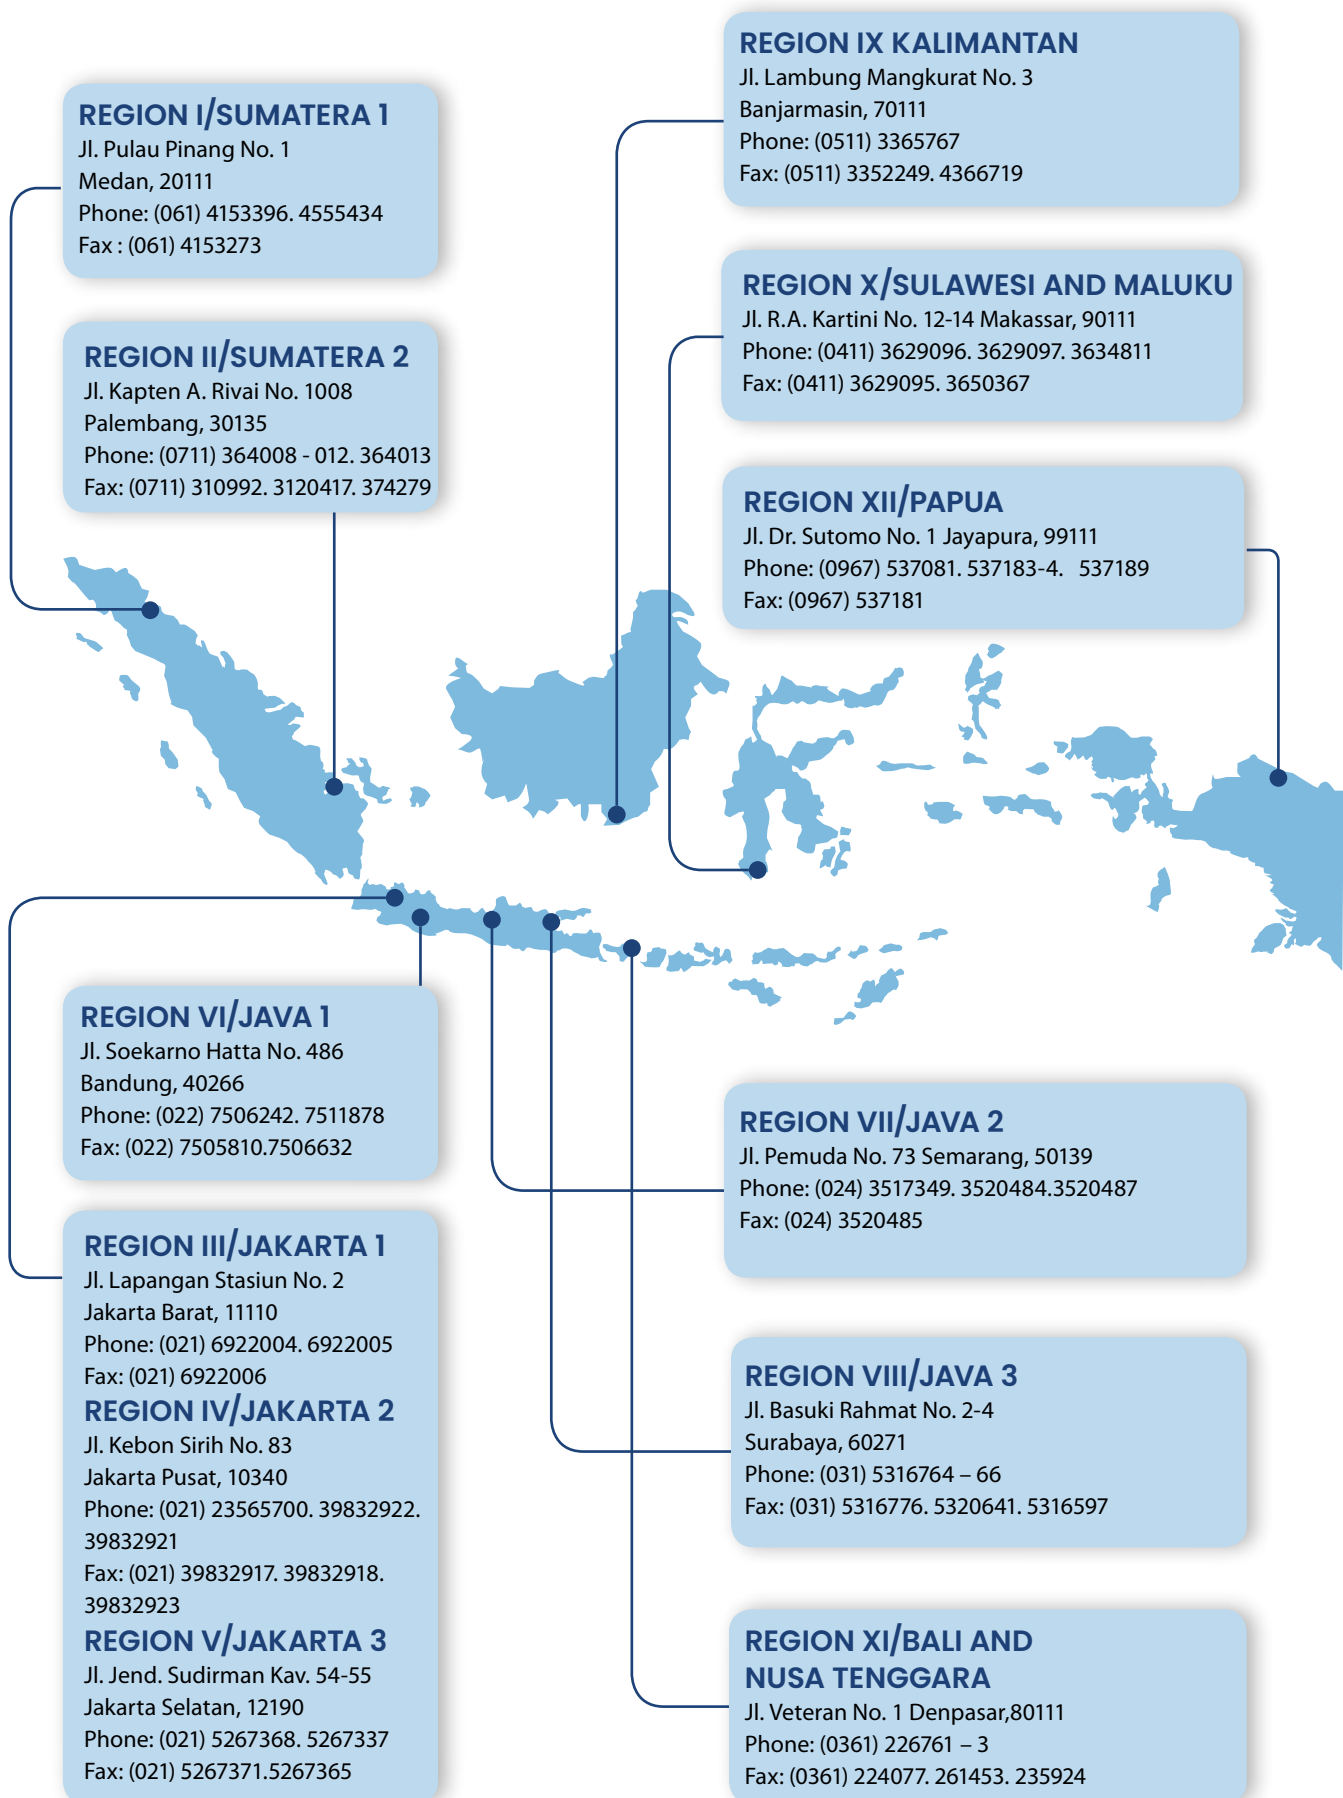 REGION I/SUMATERA 1
Jl. Pulau Pinang No. 1
Medan, 20111
Phone: (061) 4153396. 4555434
Fax : (061) 4153273
REGION II/SUMATERA 2
Jl. Kapten A. Rivai No. 1008
Palembang, 30135
Phone: (0711) 364008 - 012. 364013
Fax: (0711) 310992. 3120417. 374279
REGION IX KALIMANTAN
Jl. Lambung Mangkurat No. 3
Banjarmasin, 70111
Phone: (0511) 3365767
Fax: (0511) 3352249. 4366719
REGION X/SULAWESI AND MALUKU
Jl. R.A. Kartini No. 12-14 Makassar, 90111
Phone: (0411) 3629096. 3629097. 3634811
Fax: (0411) 3629095. 3650367
REGION XII/PAPUA
Jl. Dr. Sutomo No. 1 Jayapura, 99111
Phone: (0967) 537081. 537183-4. 537189
Fax: (0967) 537181
REGION VI/JAVA 1
Jl. Soekarno Hatta No. 486
Bandung, 40266
Phone: (022) 7506242. 7511878
Fax: (022) 7505810.7506632
REGION III/JAKARTA 1
Jl. Lapangan Stasiun No. 2
Jakarta Barat, 11110
Phone: (021) 6922004. 6922005
Fax: (021) 6922006
REGION IV/JAKARTA 2
Jl. Kebon Sirih No. 83
Jakarta Pusat, 10340
Phone: (021) 23565700. 39832922.
39832921
Fax: (021) 39832917. 39832918.
39832923
REGION V/JAKARTA 3
Jl. Jend. Sudirman Kav. 54-55
Jakarta Selatan, 12190
Phone: (021) 5267368. 5267337
Fax: (021) 5267371.5267365
REGION VII/JAVA 2
Jl. Pemuda No. 73 Semarang, 50139
Phone: (024) 3517349. 3520484.3520487
Fax: (024) 3520485
REGION VIII/JAVA 3
Jl. Basuki Rahmat No. 2-4
Surabaya, 60271
Phone: (031) 5316764 – 66
Fax: (031) 5316776. 5320641. 5316597
REGION XI/BALI AND
NUSA TENGGARA
Jl. Veteran No. 1 Denpasar,80111
Phone: (0361) 226761 – 3
Fax: (0361) 224077. 261453. 235924